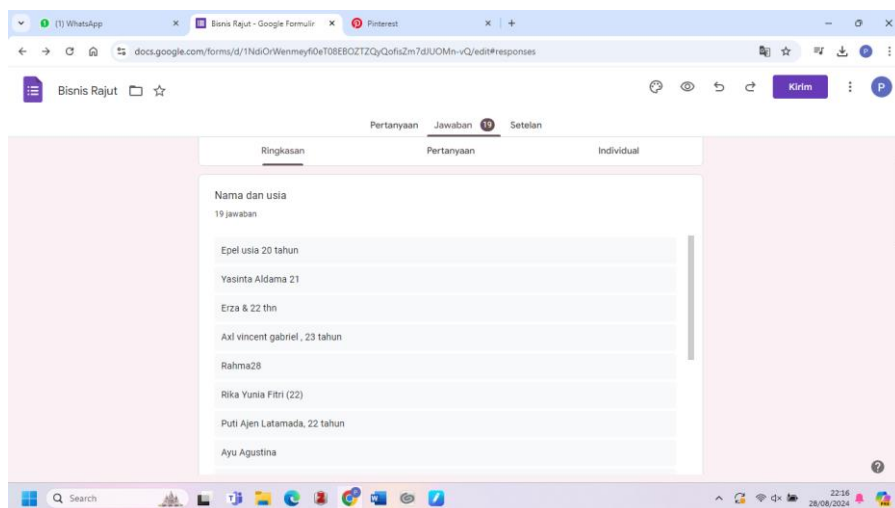 (1) WhatsApp
Bisnis Rajut - Google Formulir
Pinterest
docs.google.com/forms/d/1NdiOrWenmeyfi0eT08EBOZTZQyQofisZm7dJUOMn-vQ/edit#responses
Bisnis Rajut
Kirim
P
Pertanyaan Jawaban 19 Setelan
Ringkasan Pertanyaan Individual
Nama dan usia
19 jawaban
Epel usia 20 tahun
Yasinta Aldama 21
Erza & 22 thn
Axl vincent gabriel , 23 tahun
Rahma28
Rika Yunia Fitri (22)
Puti Ajen Latamada, 22 tahun
Ayu Agustina
Search
22:16
28/08/2024